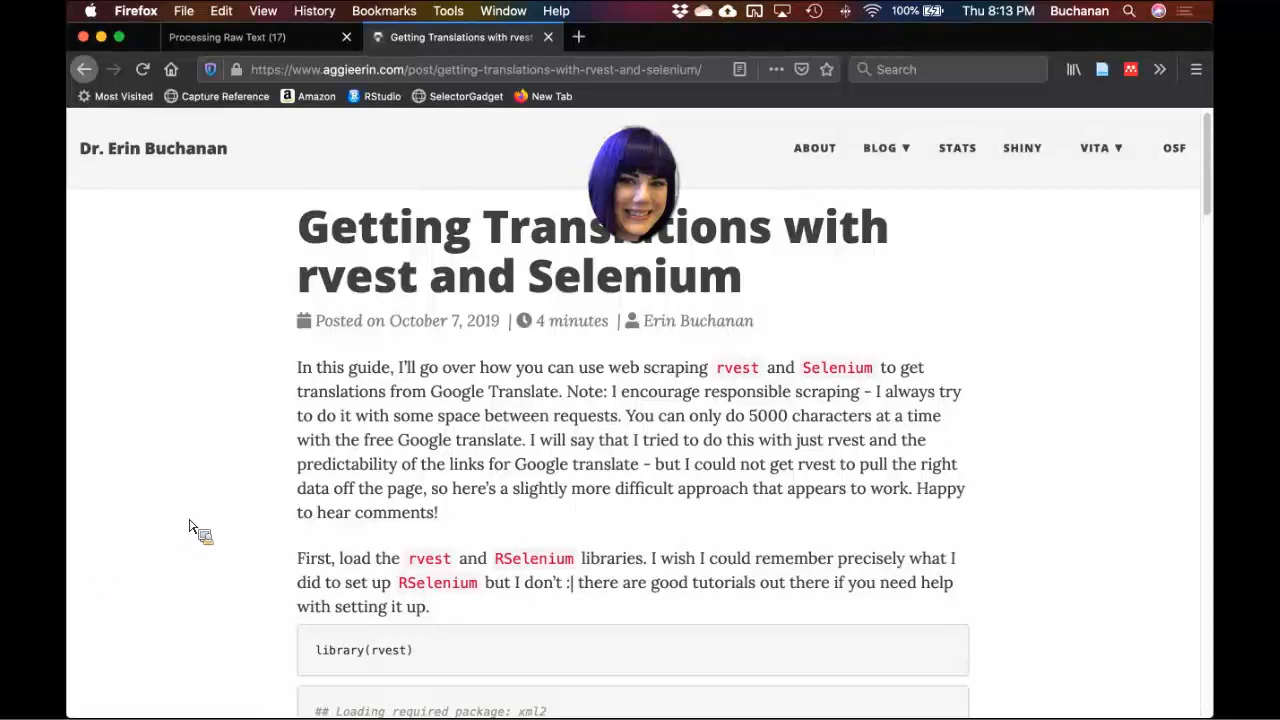 Firefox File Edit View History Bookmarks Tools Window Help 100% Thu 8:13 PM Buchanan
Processing Raw Text (17) Getting Translations with rvest
https://www.aggieerin.com/post/getting-translations-with-rvest-and-selenium/ Search
Most Visited Capture Reference Amazon RStudio SelectorGadget New Tab
Dr. Erin Buchanan ABOUT BLOG ▼ STATS SHINY VITA ▼ OSF
Getting Translations with
rvest and Selenium
Posted on October 7, 2019 | 4 minutes | Erin Buchanan
In this guide, I’ll go over how you can use web scraping rvest and Selenium to get
translations from Google Translate. Note: I encourage responsible scraping - I always try
to do it with some space between requests. You can only do 5000 characters at a time
with the free Google translate. I will say that I tried to do this with just rvest and the
predictability of the links for Google translate - but I could not get rvest to pull the right
data off the page, so here’s a slightly more difficult approach that appears to work. Happy
to hear comments!
First, load the rvest and RSelenium libraries. I wish I could remember precisely what I
did to set up RSelenium but I don’t :| there are good tutorials out there if you need help
with setting it up.
library(rvest)
## Loading required package: xml2